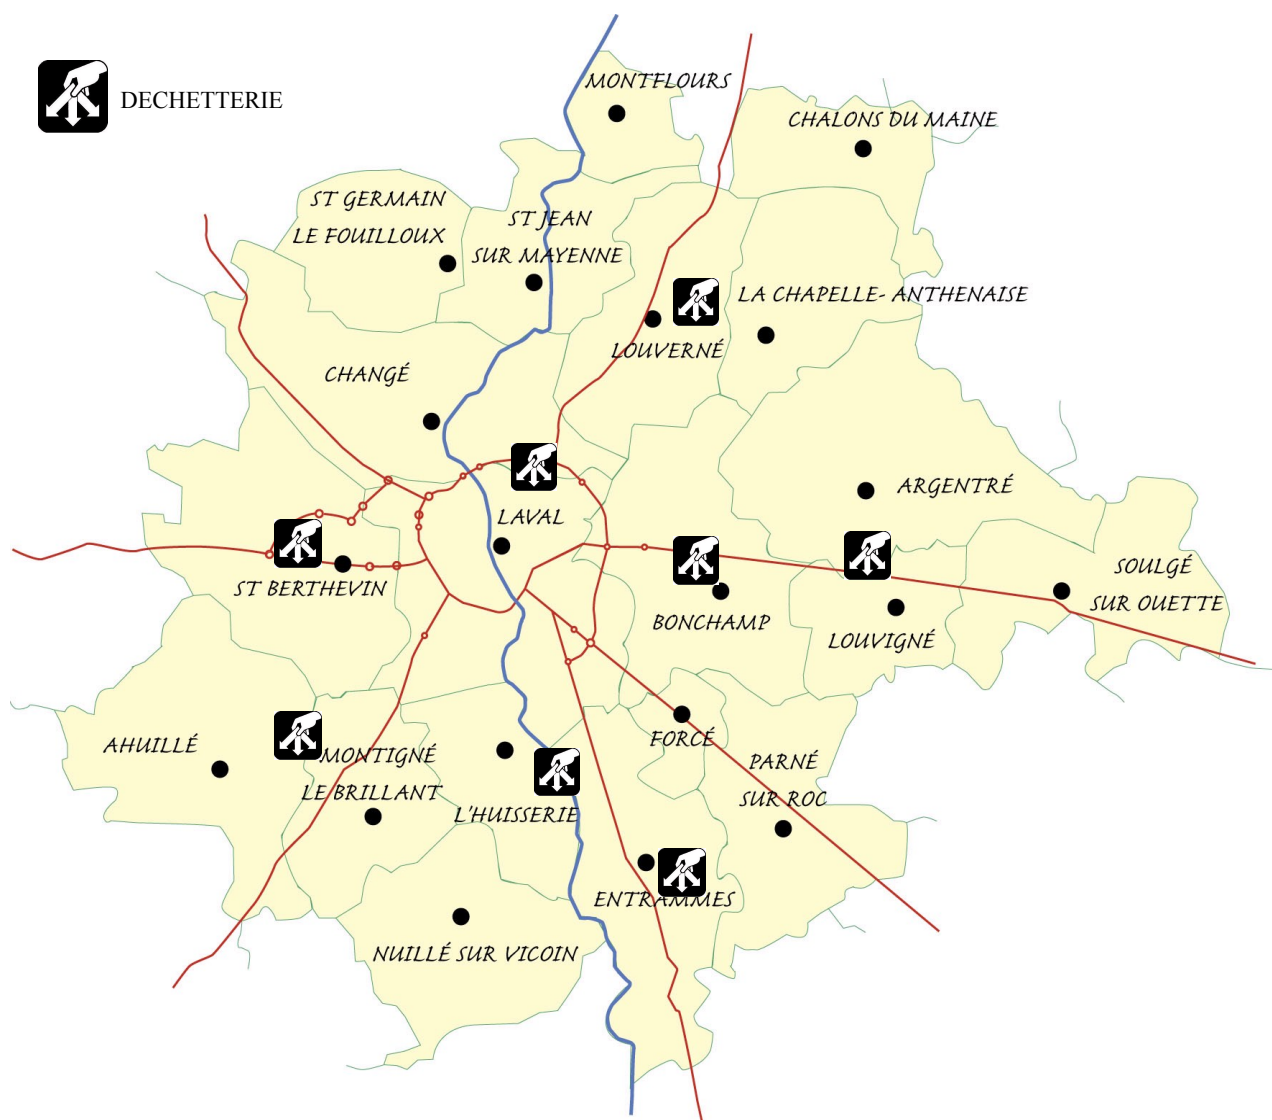 MONTFLOURS
DECHETTERIE
CHALONS DU MAINE
ST GERMAIN
LE FOUILLOUX
ST JEAN
SUR MAYENNE
LA CHAPELLE- ANTHENAISE
LOUVERNÉ
CHANGÉ
ARGENTRÉ
LAVAL
ST BERTHEVIN
SOULGÉ
SUR OUETTE
BONCHAMP
LOUVIGNÉ
AHUILLÉ
MONTIGNÉ
LE BRILLANT
L'HUISSERIE
FORCÉ
PARNÉ
SUR ROC
ENTRAMMES
NUILLÉ SUR VICOIN